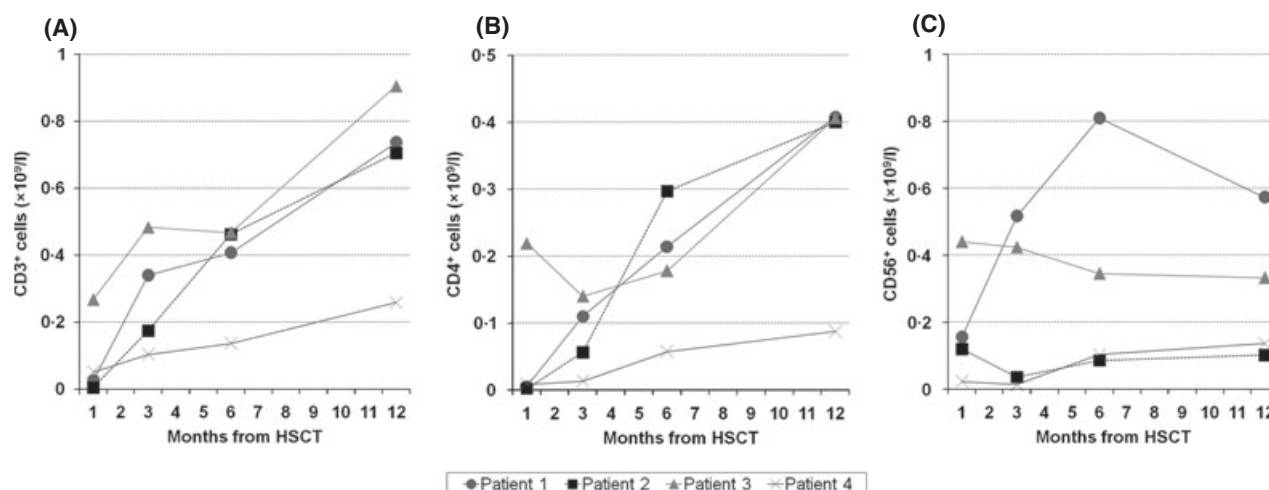 (A)
1
0·8
0·6
0·4
0·2
0
CD3+ cells (×10⁹/l)
1 2 3 4 5 6 7 8 9 10 11 12
Months from HSCT
(B)
0·5
0·4
0·3
0·2
0·1
0
CD4+ cells (×10⁹/l)
1 2 3 4 5 6 7 8 9 10 11 12
Months from HSCT
(C)
1
0·8
0·6
0·4
0·2
0
CD56+ cells (×10⁹/l)
1 2 3 4 5 6 7 8 9 10 11 12
Months from HSCT
Patient 1 Patient 2 Patient 3 Patient 4